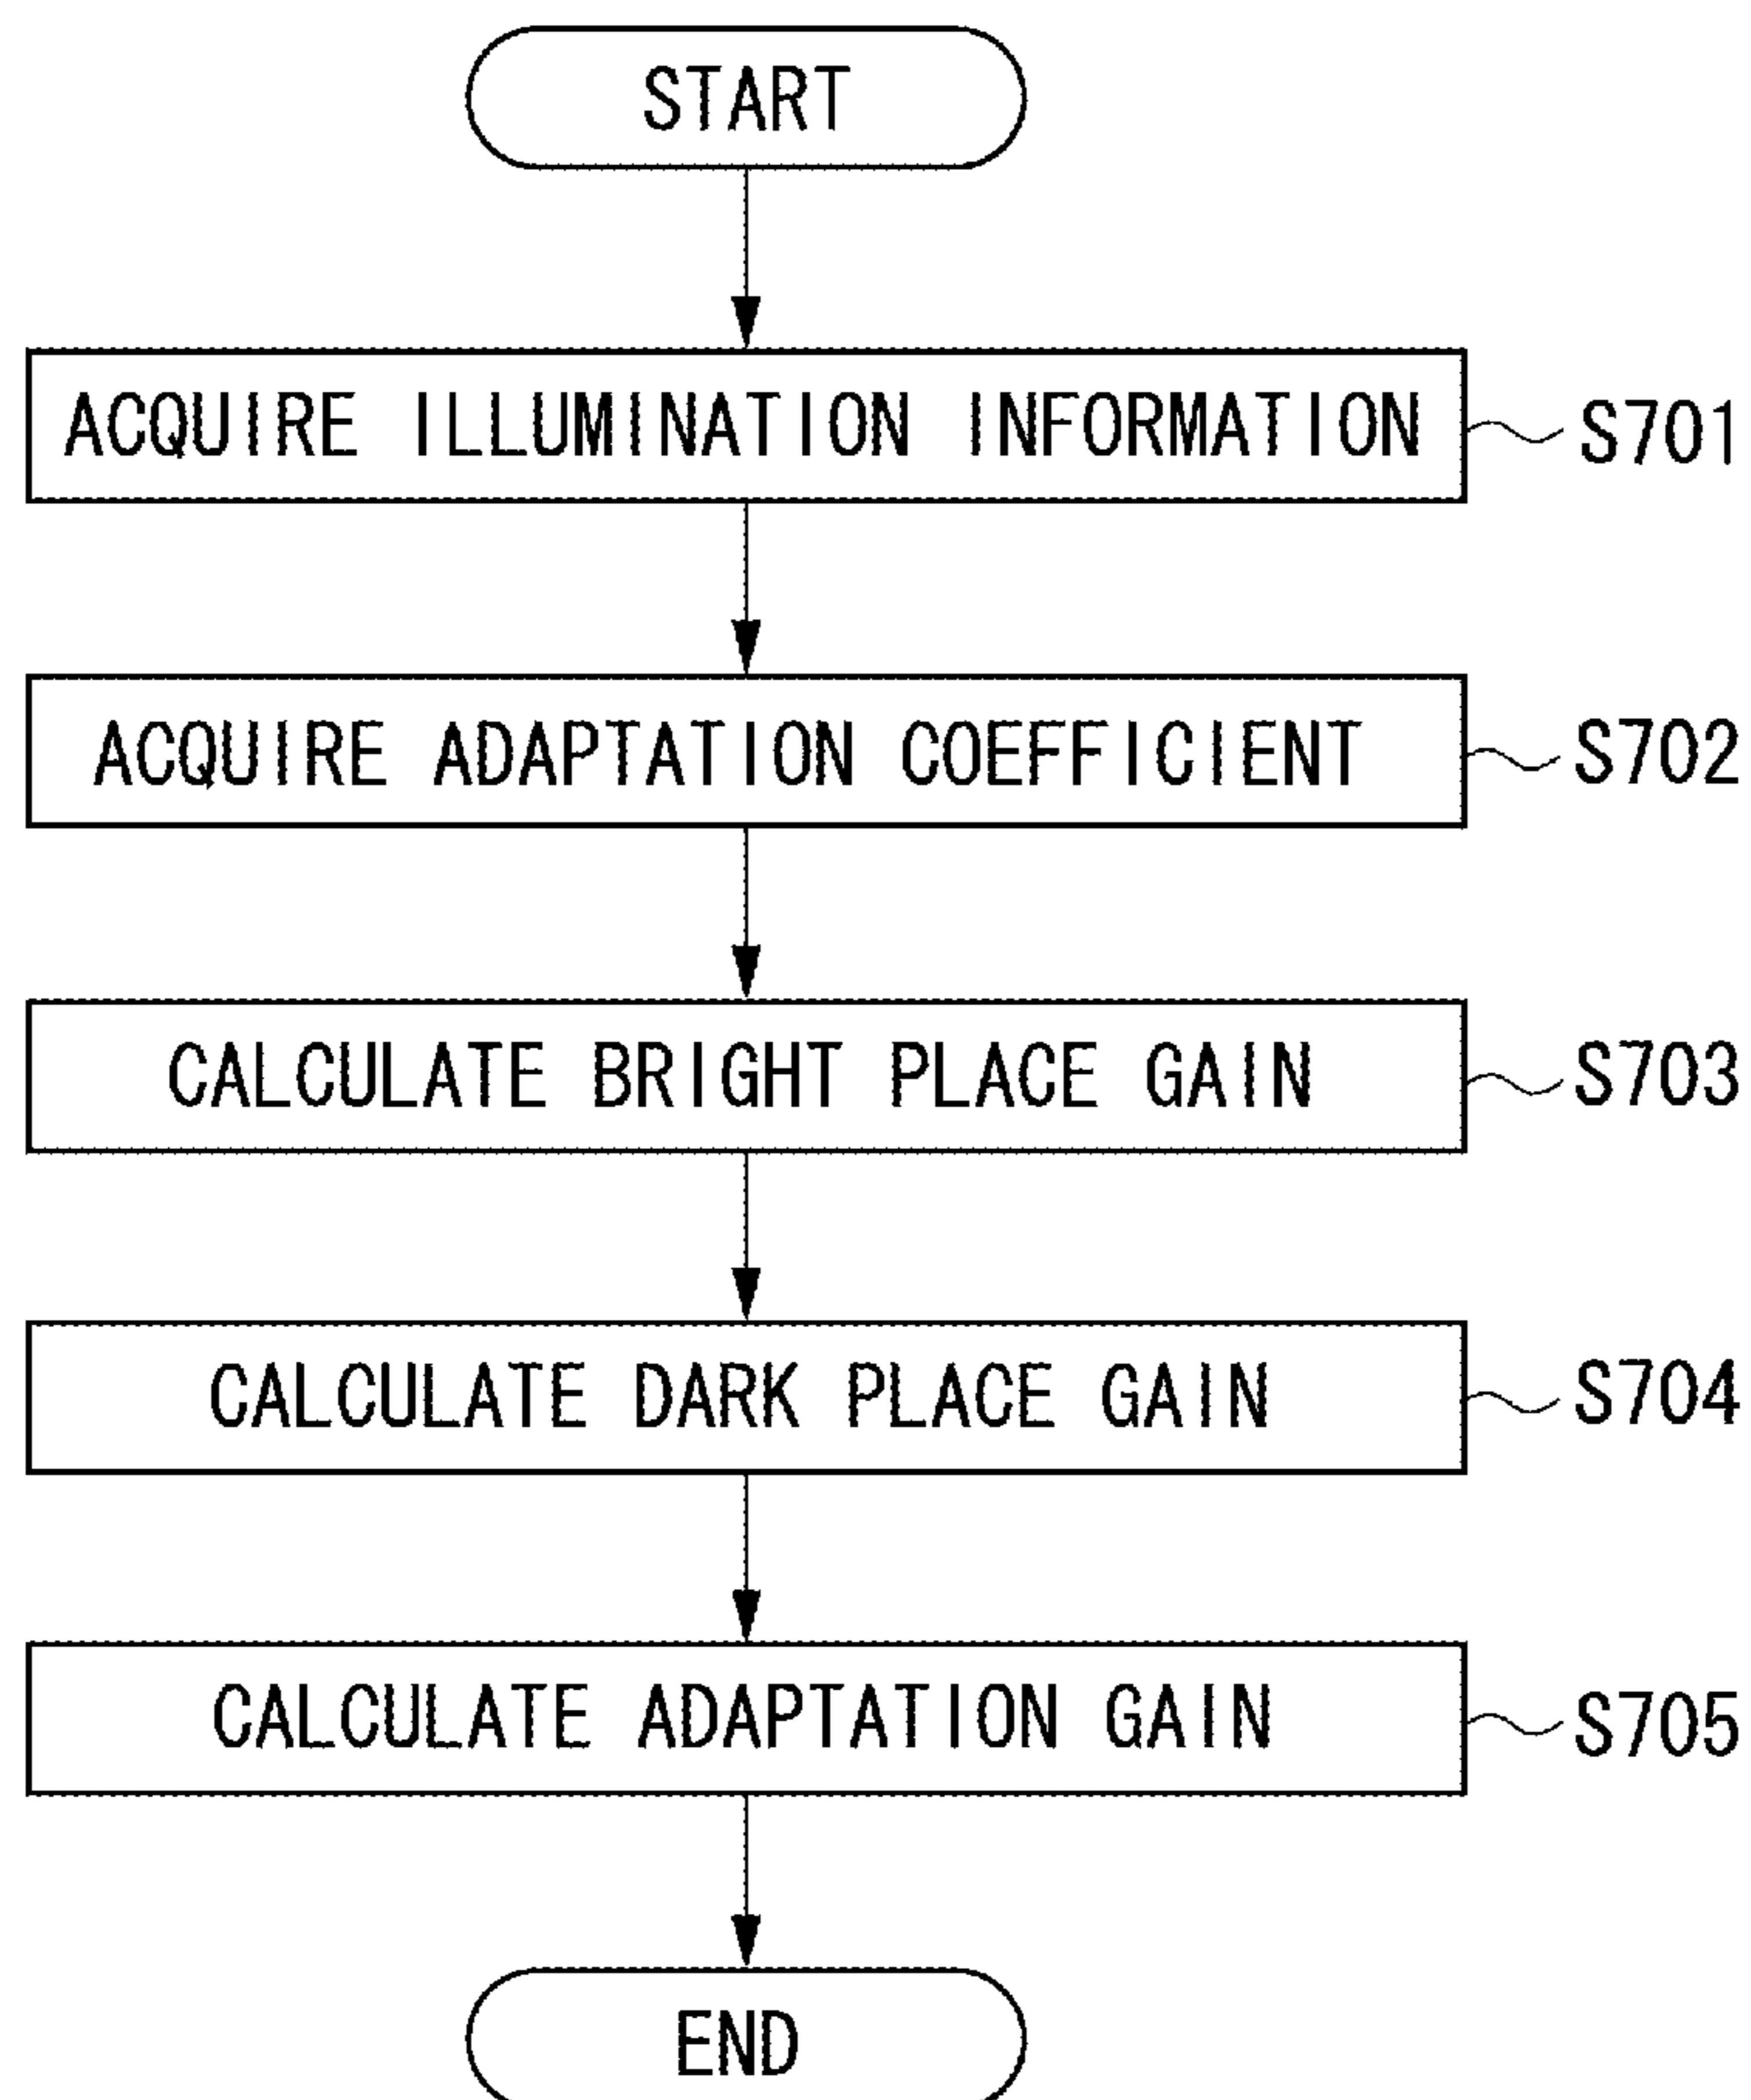 START
ACQUIRE ILLUMINATION INFORMATION S701
ACQUIRE ADAPTATION COEFFICIENT S702
CALCULATE BRIGHT PLACE GAIN S703
CALCULATE DARK PLACE GAIN S704
CALCULATE ADAPTATION GAIN S705
END